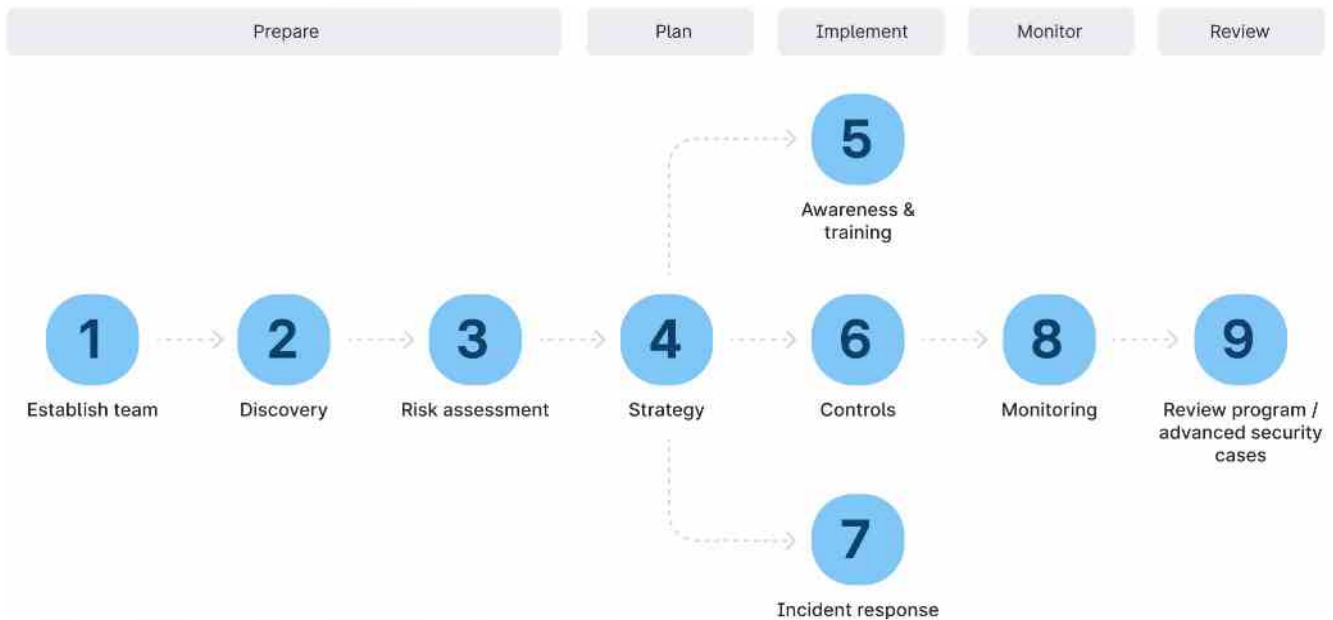 Prepare
Plan
Implement
Monitor
Review
5
Awareness &
training
1
Establish team
2
Discovery
3
Risk assessment
4
Strategy
6
Controls
8
Monitoring
9
Review program /
advanced security
cases
7
Incident response